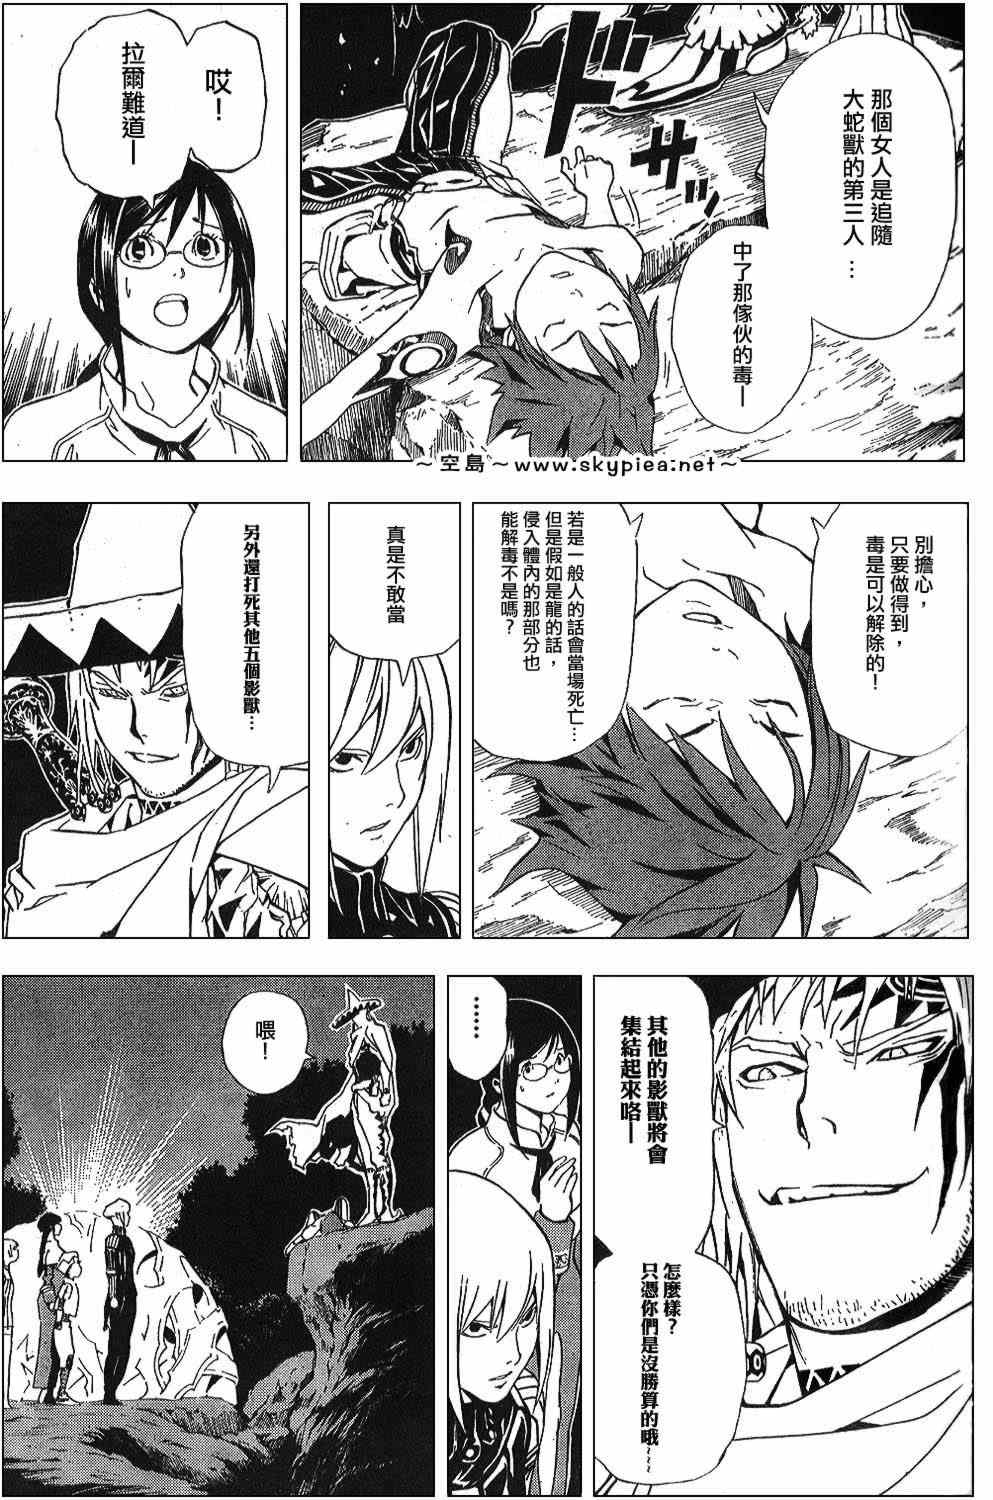 那個女人是追隨
大蛇獸的第三人
…
中了那傢伙的毒—
ドサッ
哎！
拉爾難道—
～空島～www.skypiea.net～
別擔心，
只要做得到，
毒是可以解除的！
若是一般人的話會當場死亡…
但是假如是龍的話，
侵入體內的那部分也
能解毒不是嗎？
真是不敢當
另外還打死其他五個影獸…
其他的影獸將會
集結起來咯—
怎麼樣？
只憑你們是沒勝算的哦~~~
……
喂！